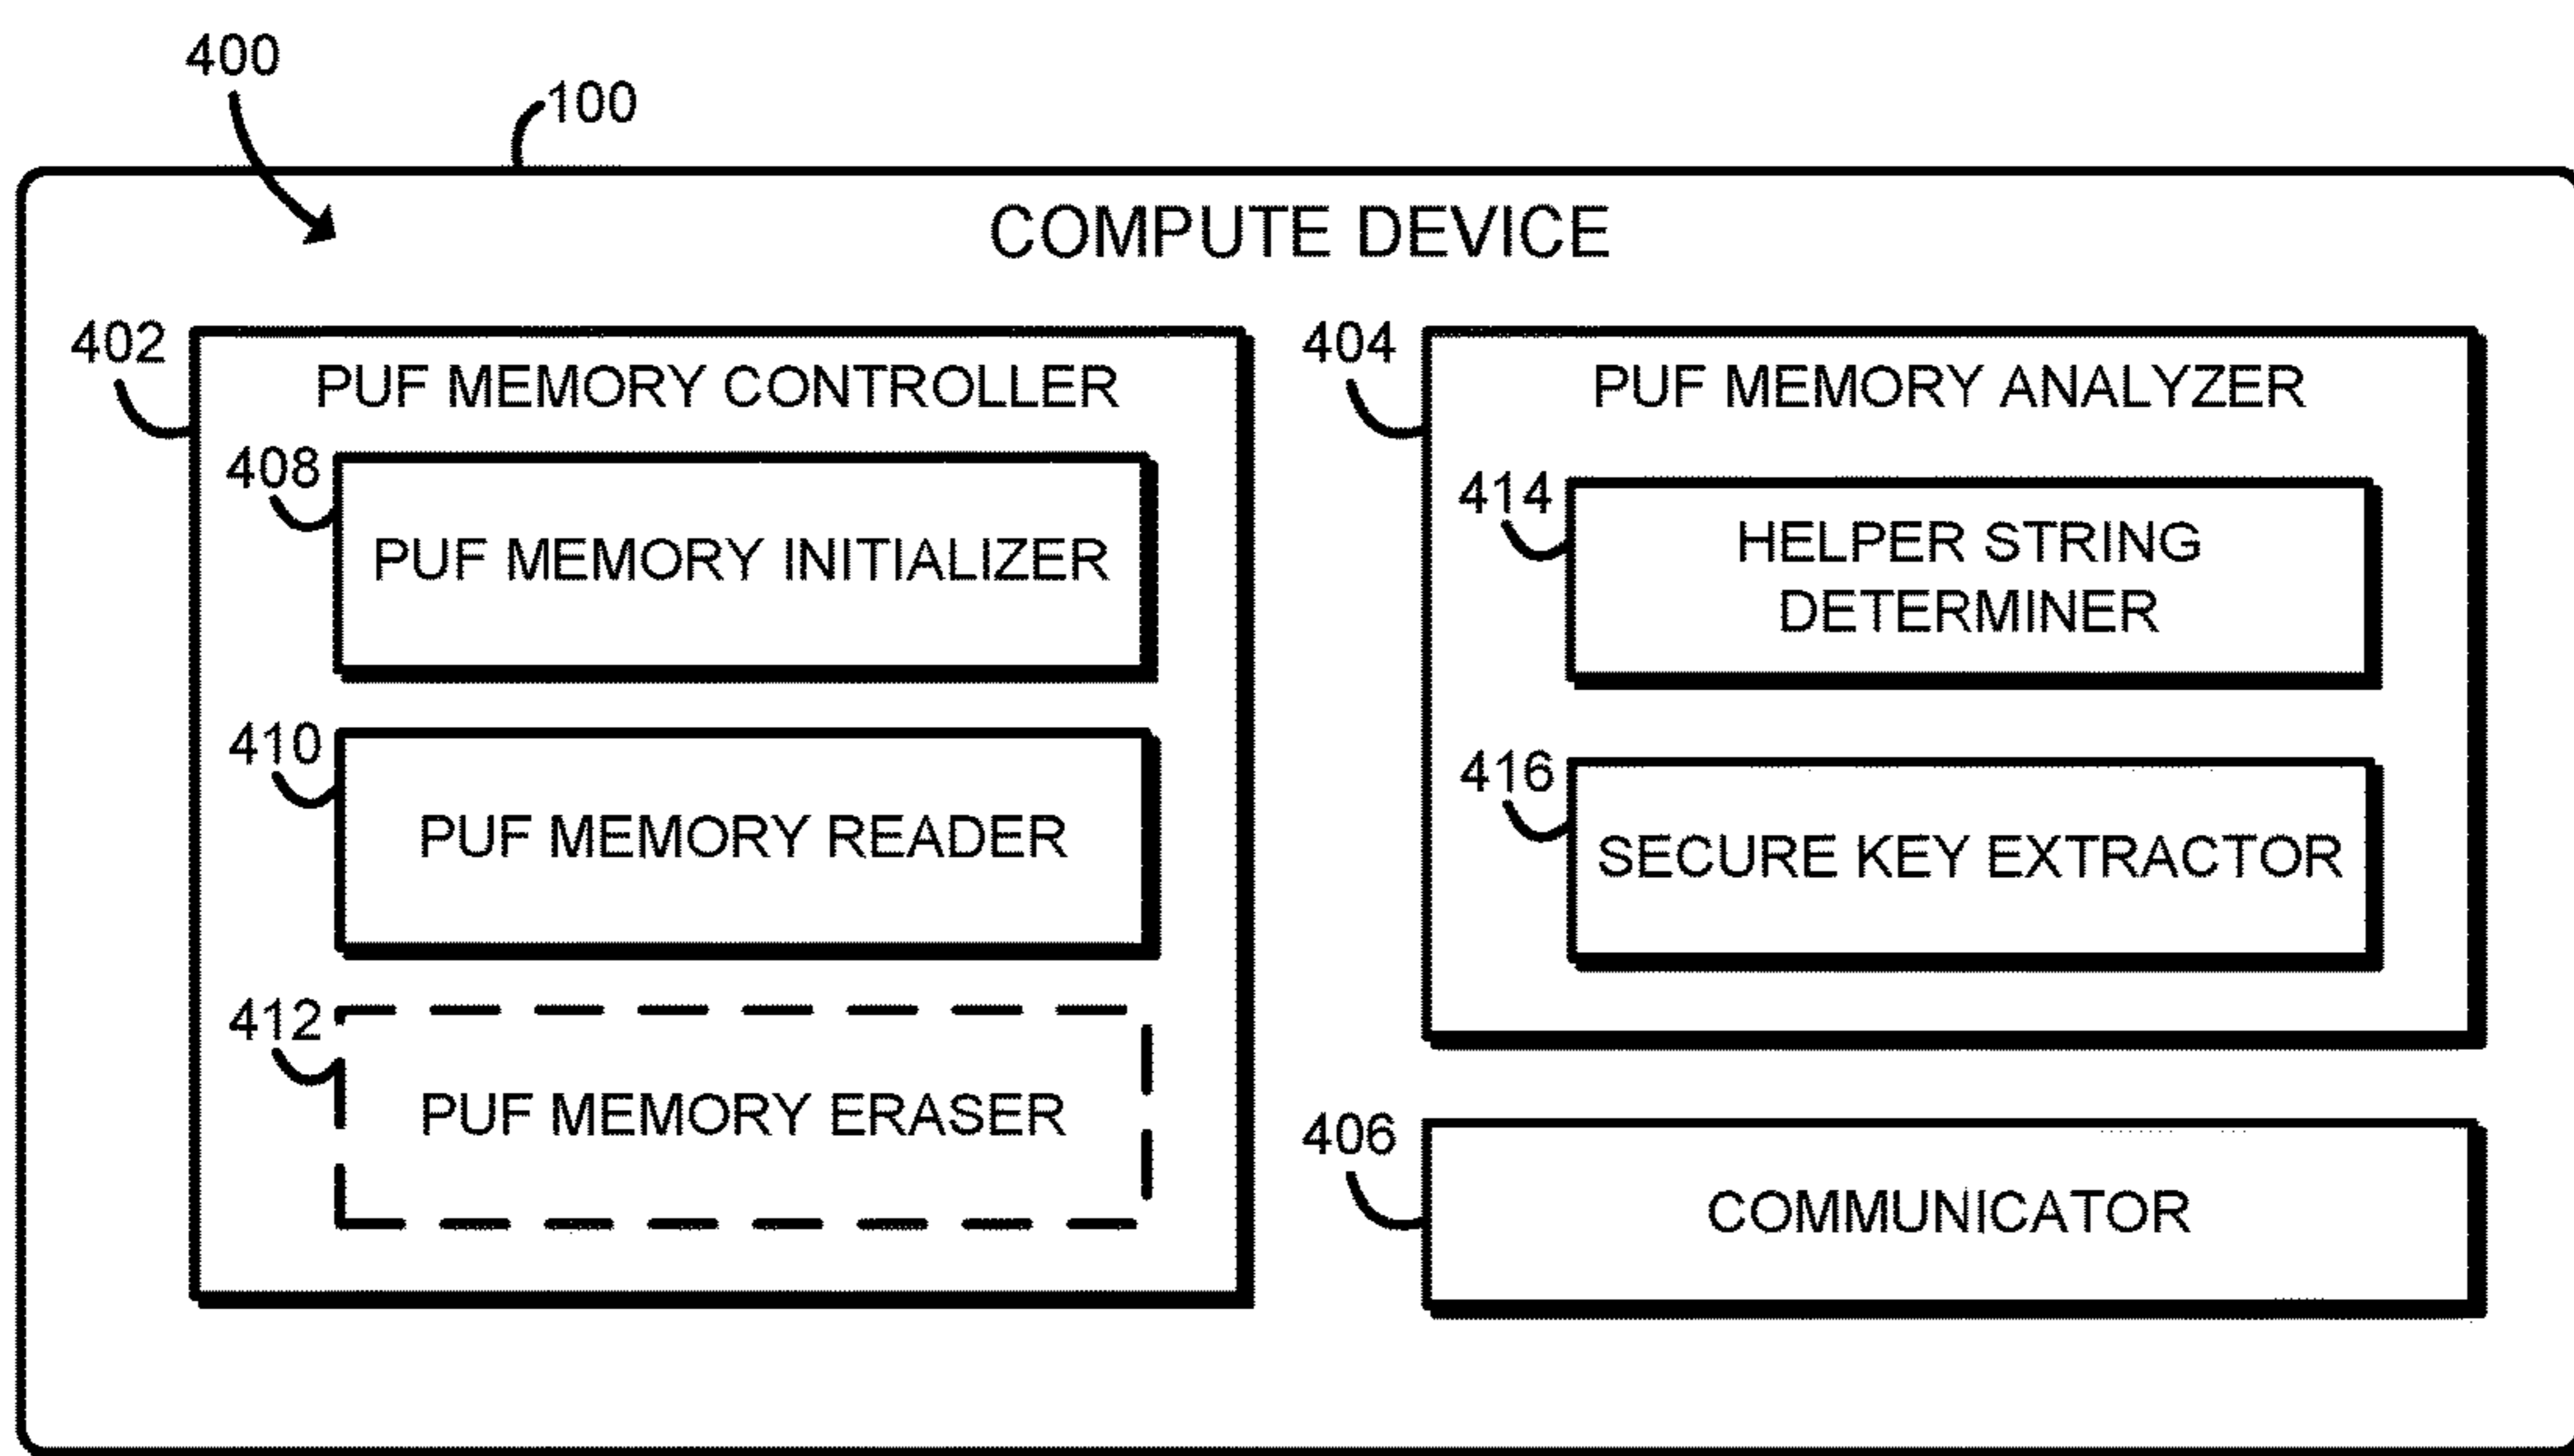 400
100
COMPUTE DEVICE
402
PUF MEMORY CONTROLLER
408
PUF MEMORY INITIALIZER
410
PUF MEMORY READER
412
PUF MEMORY ERASER
404
PUF MEMORY ANALYZER
414
HELPER STRING
DETERMINER
416
SECURE KEY EXTRACTOR
406
COMMUNICATOR